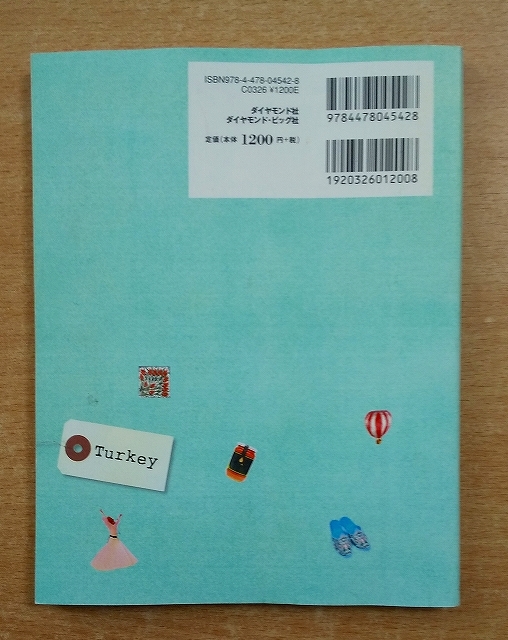 ISBN978-4-478-04542-8
C0326 ¥1200E
ダイヤモンド社
ダイヤモンド・ビッグ社
定価(本体 1200 円+税)
9784478045428
1920326012008
Turkey